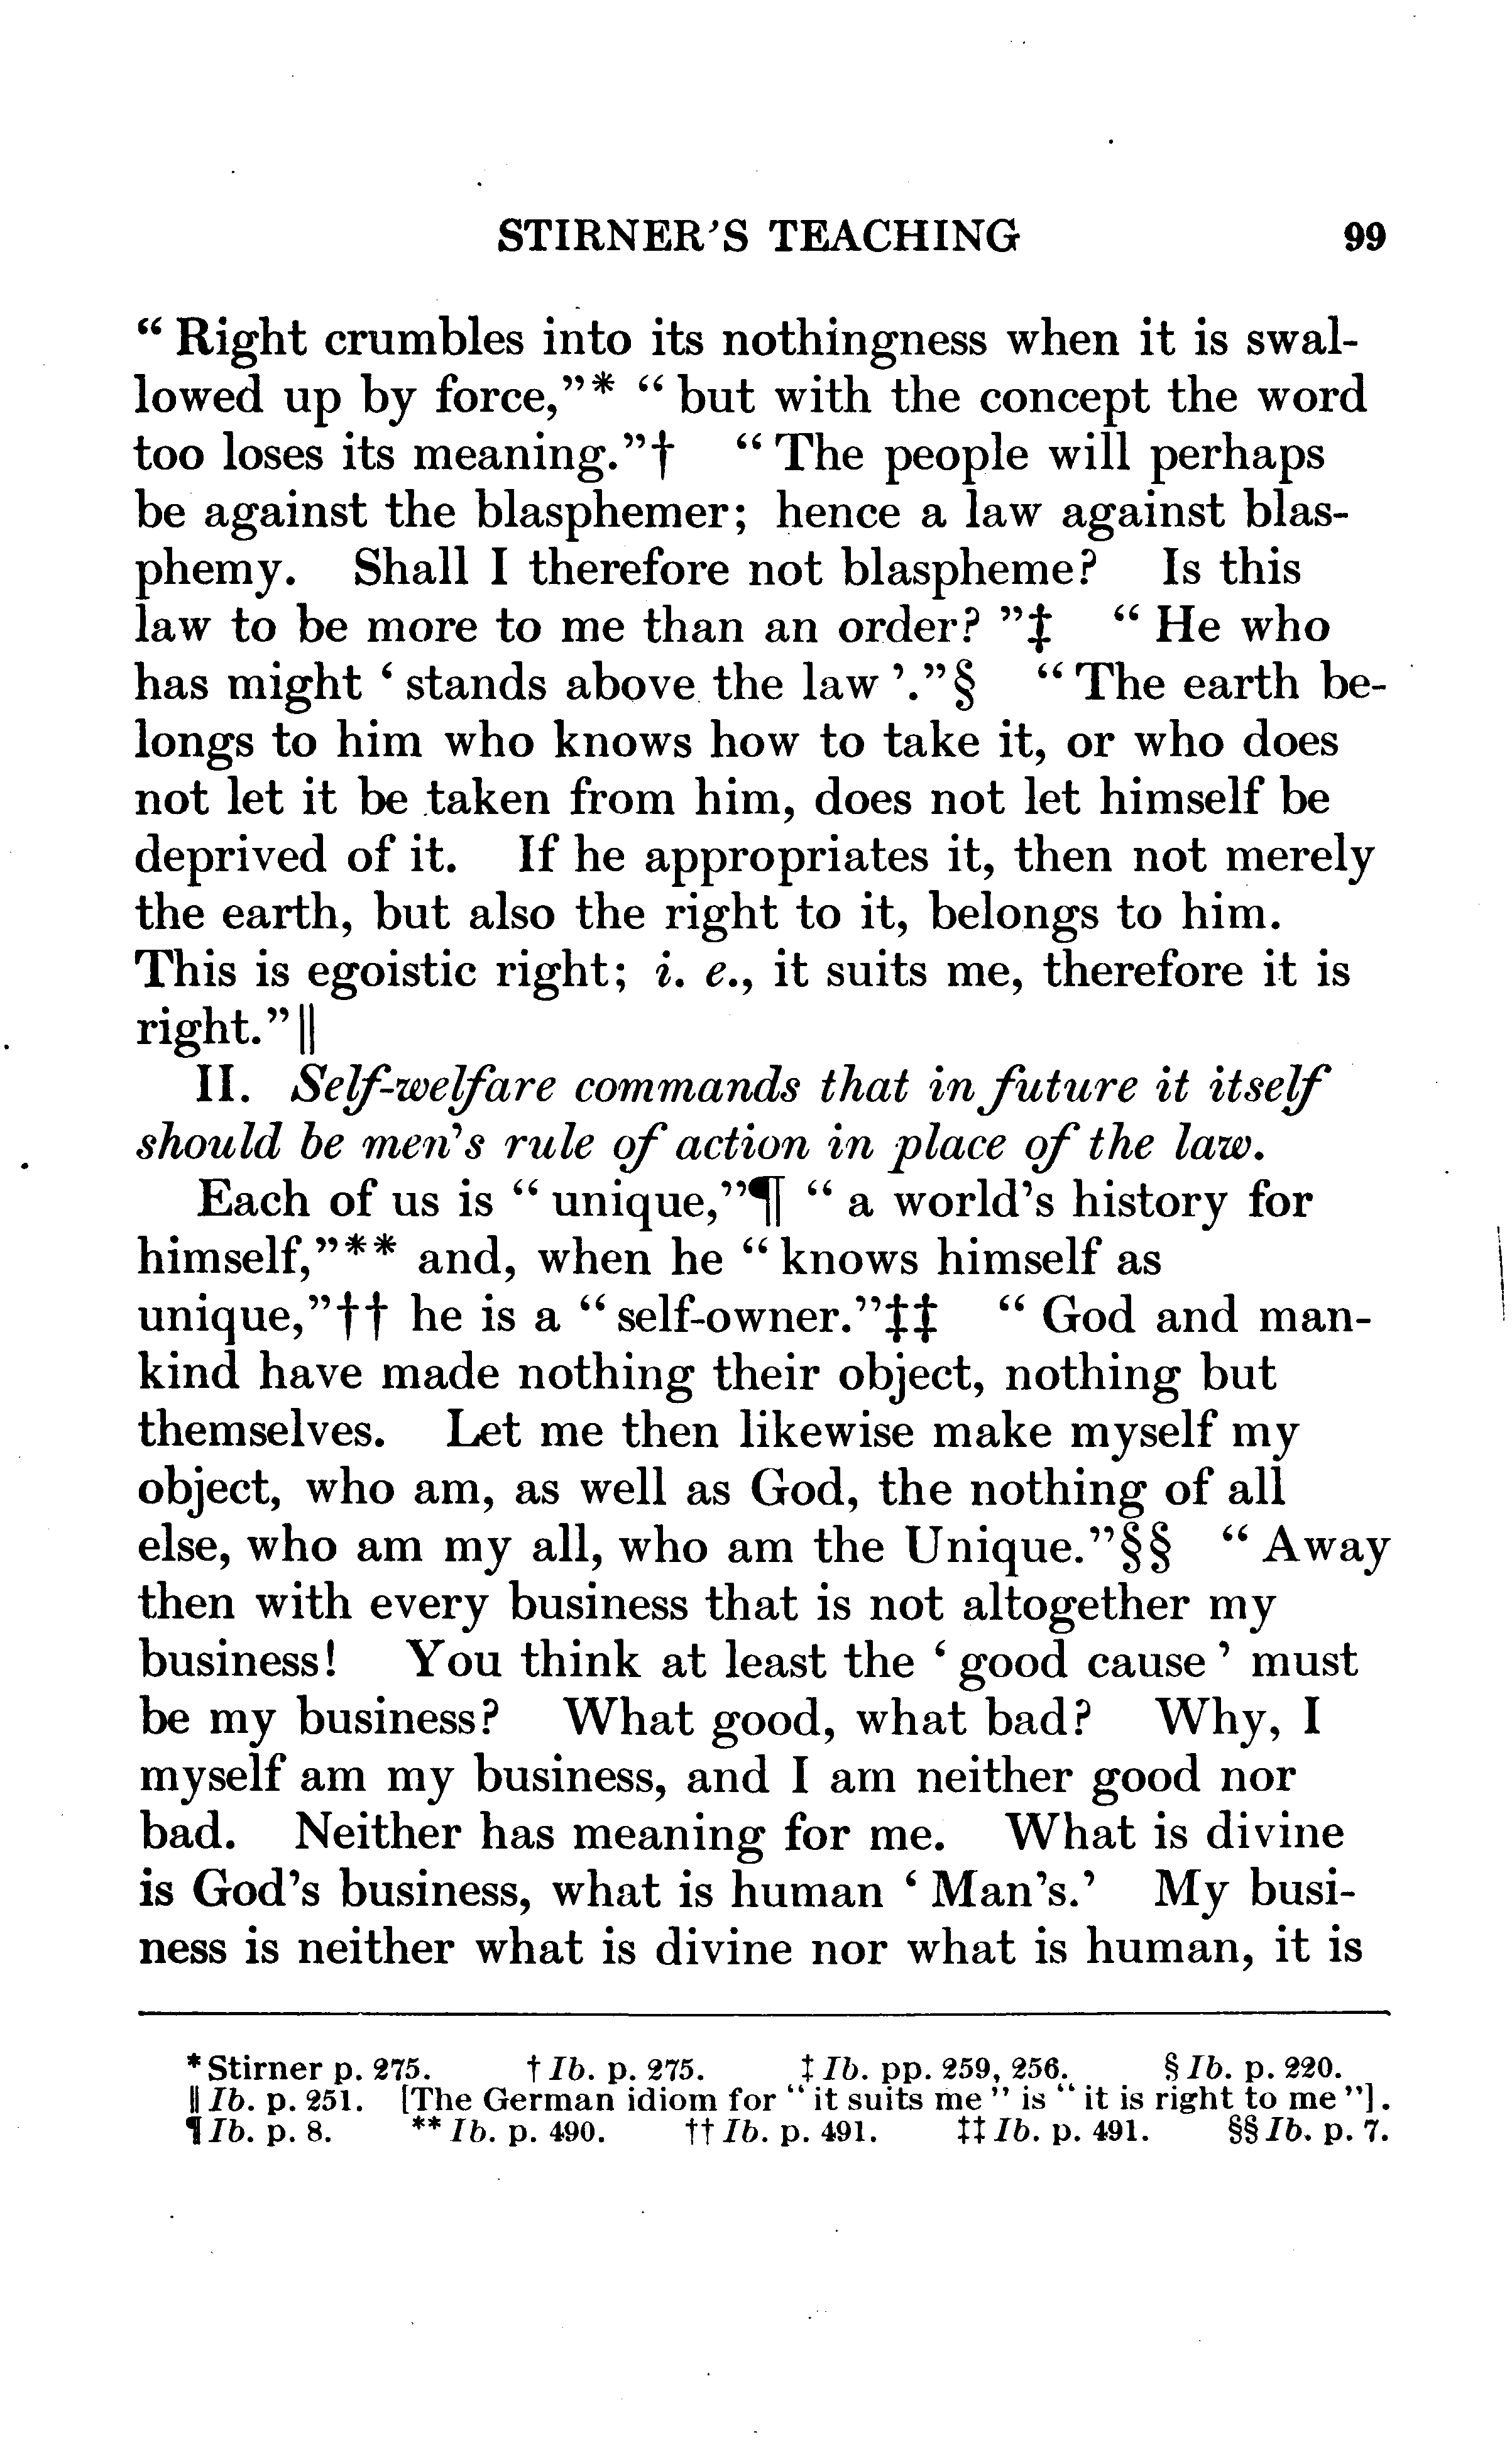 STIRNER'S TEACHING 99
“ Right crumbles into its nothingness when it is swal-
lowed up by force,”* “ but with the concept the word
too loses its meaning.”† “ The people will perhaps
be against the blasphemer; hence a law against blas-
phemy. Shall I therefore not blaspheme? Is this
law to be more to me than an order? ”‡ “ He who
has might ‘ stands above the law ’.”§ “ The earth be-
longs to him who knows how to take it, or who does
not let it be taken from him, does not let himself be
deprived of it. If he appropriates it, then not merely
the earth, but also the right to it, belongs to him.
This is egoistic right; i. e., it suits me, therefore it is
right.”‖
II. Self-welfare commands that in future it itself
should be men's rule of action in place of the law.
Each of us is “ unique,”¶ “ a world's history for
himself,”** and, when he “ knows himself as
unique,”†† he is a “ self-owner.”‡‡ “ God and man-
kind have made nothing their object, nothing but
themselves. Let me then likewise make myself my
object, who am, as well as God, the nothing of all
else, who am my all, who am the Unique.”§§ “ Away
then with every business that is not altogether my
business! You think at least the ‘ good cause ’ must
be my business? What good, what bad? Why, I
myself am my business, and I am neither good nor
bad. Neither has meaning for me. What is divine
is God's business, what is human ‘ Man's.’ My busi-
ness is neither what is divine nor what is human, it is
* Stirner p. 275. † Ib. p. 275. ‡ Ib. pp. 259, 256. § Ib. p. 220.
‖ Ib. p. 251. [The German idiom for “ it suits me ” is “ it is right to me ”].
¶ Ib. p. 8. ** Ib. p. 490. †† Ib. p. 491. ‡‡ Ib. p. 491. §§ Ib. p. 7.